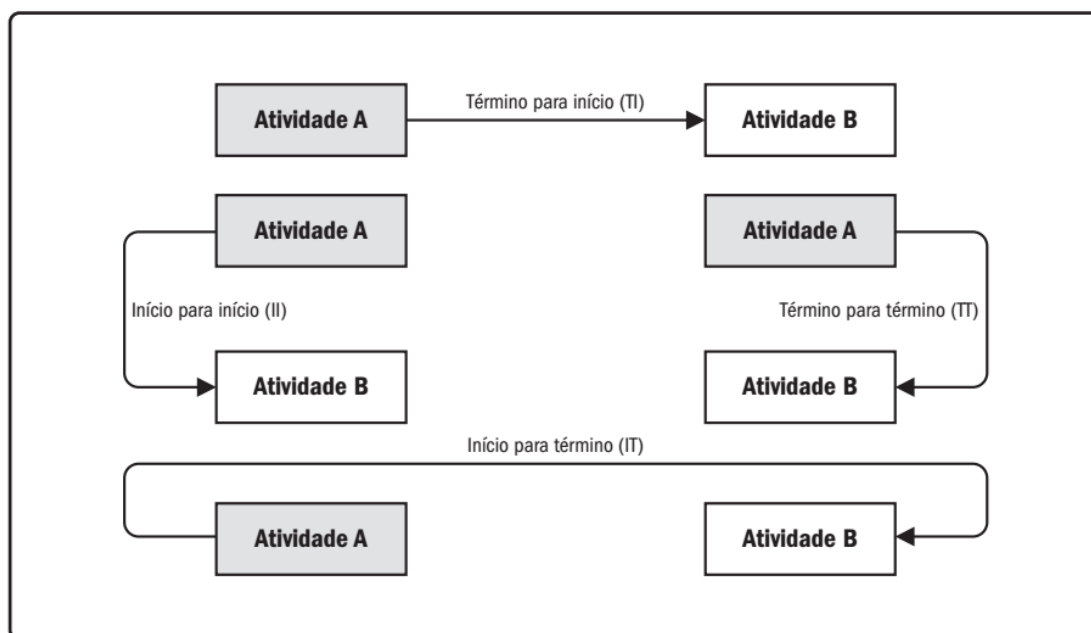 Atividade A
Término para início (TI)
Atividade B
Atividade A
Atividade A
Início para início (II)
Término para término (TT)
Atividade B
Atividade B
Início para término (IT)
Atividade A
Atividade B